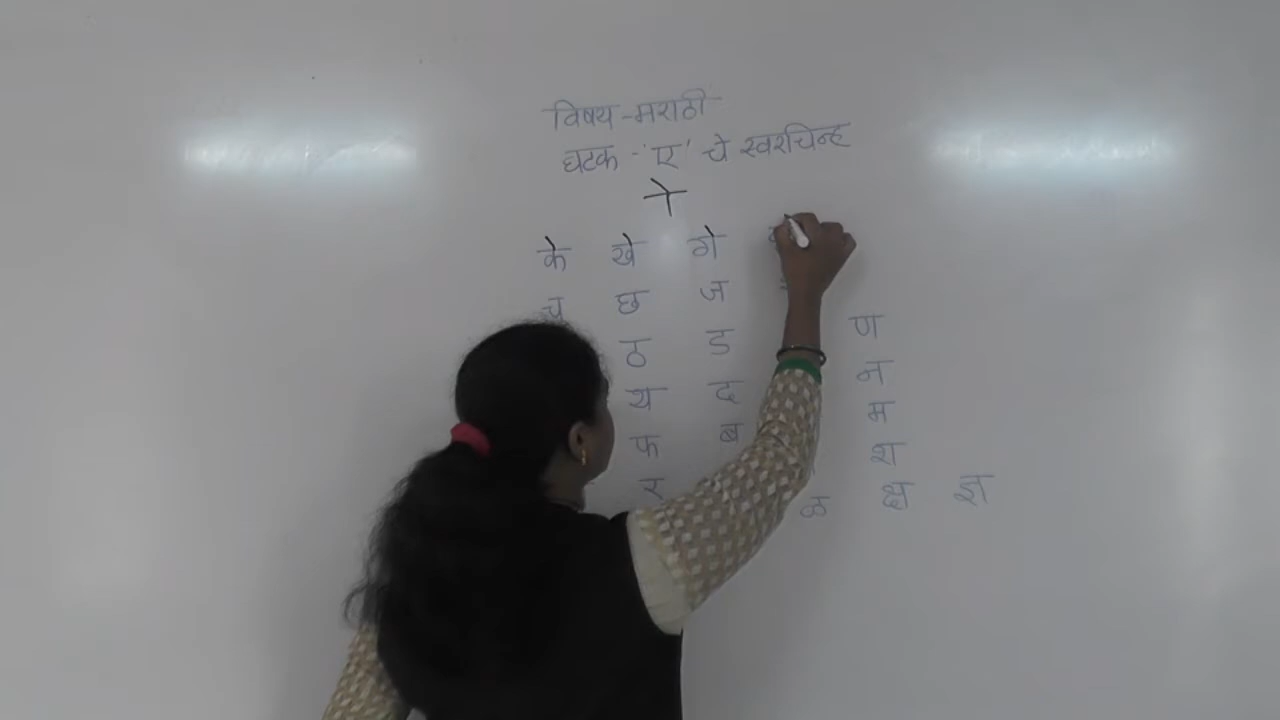 विषय - मराठी
घटक - 'ए' चे स्वरचिन्ह
े
के खे गे
च छ ज
ठ ड ण
थ द न
फ ब म
र श
ळ क्ष ज्ञ